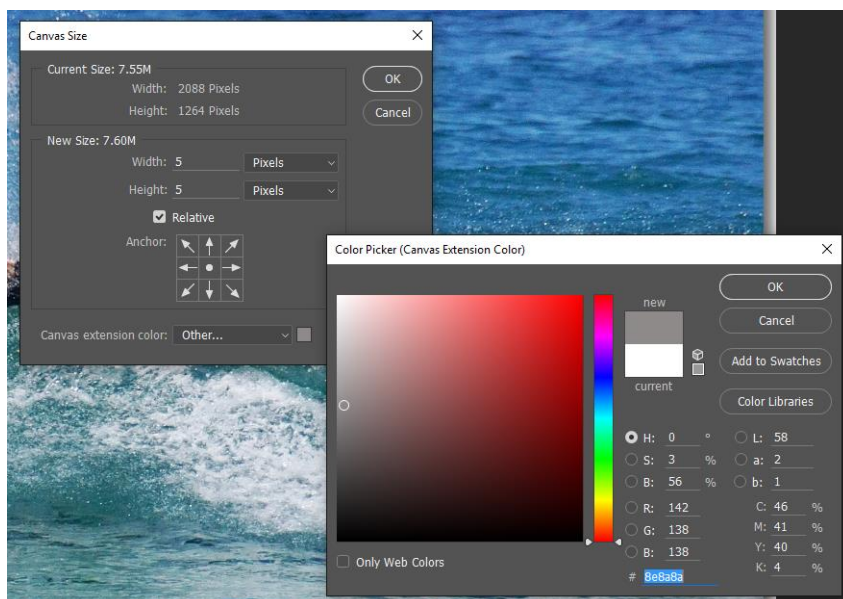 Canvas Size
Current Size: 7.55M
Width: 2088 Pixels
Height: 1264 Pixels
OK
Cancel
New Size: 7.60M
Width: 5 Pixels
Height: 5 Pixels
Relative
Anchor:
Canvas extension color: Other...
Color Picker (Canvas Extension Color)
new
current
OK
Cancel
Add to Swatches
Color Libraries
H: 0 ° L: 58
S: 3 % a: 2
B: 56 % b: 1
R: 142 C: 46 %
G: 138 M: 41 %
B: 138 Y: 40 %
# 8e8a8a K: 4 %
Only Web Colors